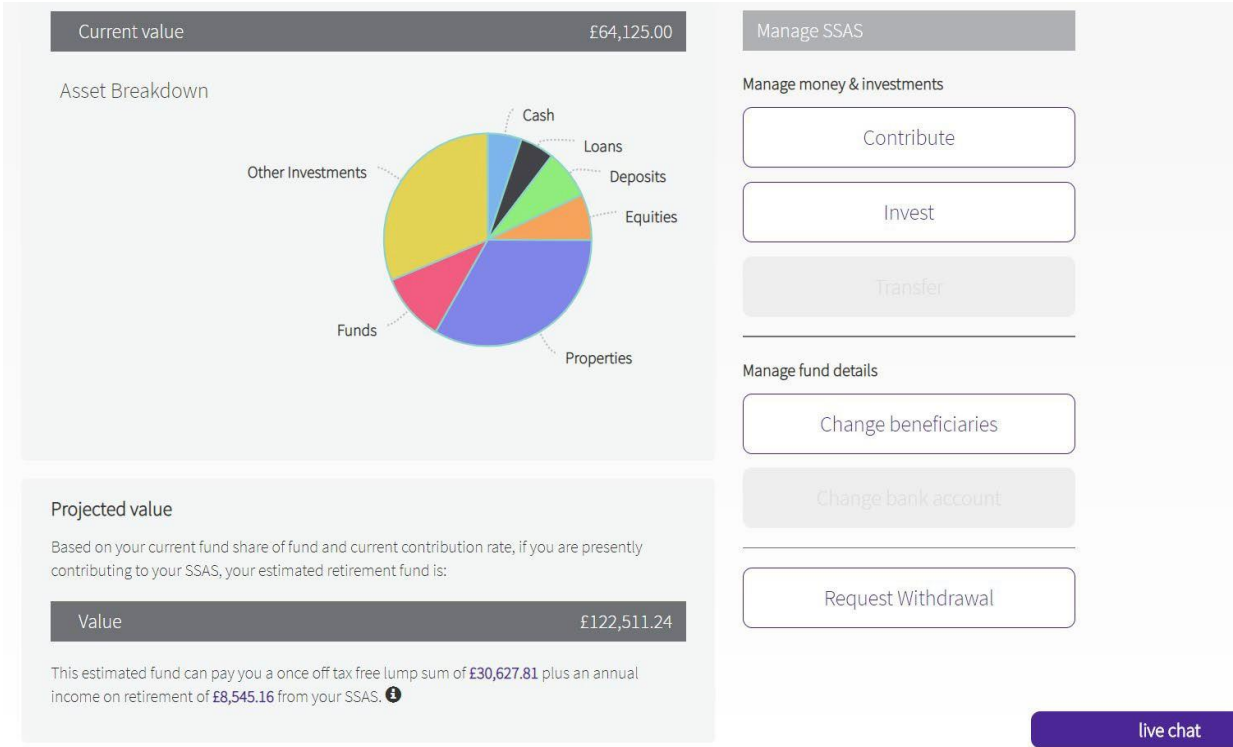 Current value £64,125.00
Asset Breakdown
Cash
Loans
Deposits
Equities
Other Investments
Funds
Properties
Projected value
Based on your current fund share of fund and current contribution rate, if you are presently
contributing to your SSAS, your estimated retirement fund is:
Value £122,511.24
This estimated fund can pay you a once off tax free lump sum of £30,627.81 plus an annual
income on retirement of £8,545.16 from your SSAS.
Manage SSAS
Manage money & investments
Contribute
Invest
Transfer
Manage fund details
Change beneficiaries
Change bank account
Request Withdrawal
live chat